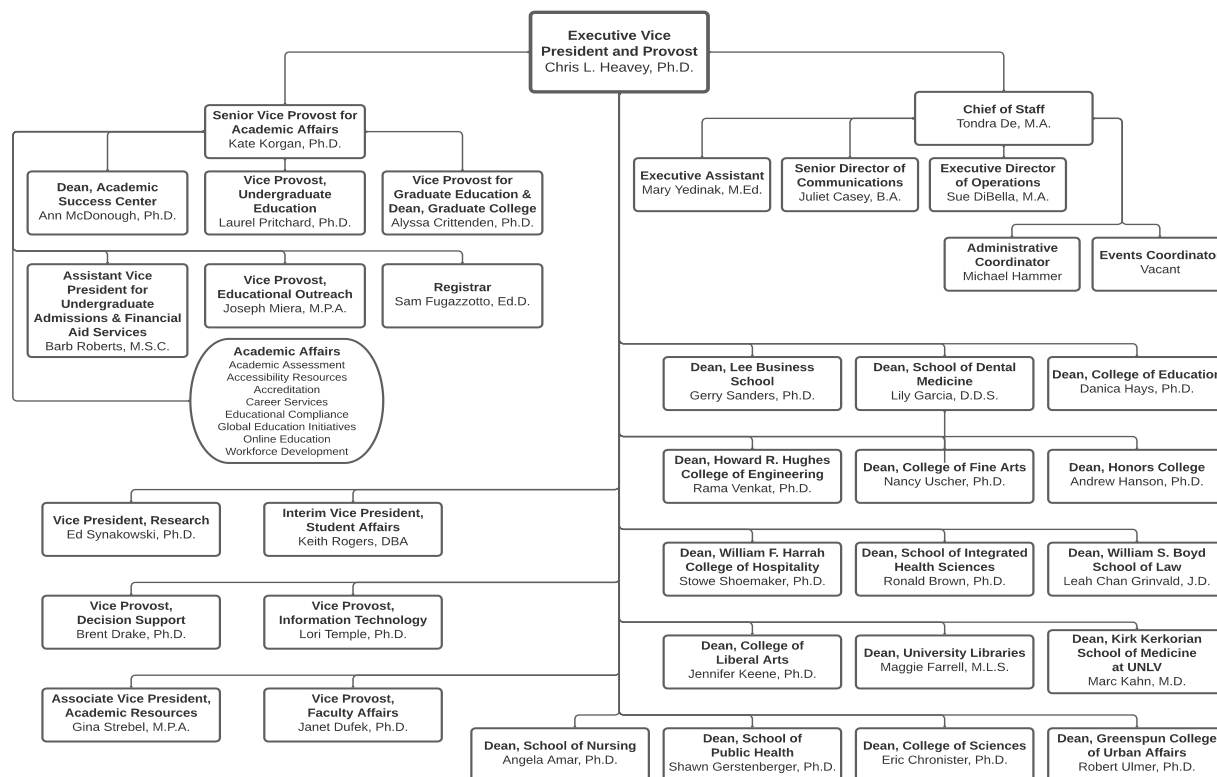 Executive Vice
President and Provost
Chris L. Heavey, Ph.D.
Senior Vice Provost for
Academic Affairs
Kate Korgan, Ph.D.
Chief of Staff
Tondra De, M.A.
Dean, Academic
Success Center
Ann McDonough, Ph.D.
Vice Provost,
Undergraduate
Education
Laurel Pritchard, Ph.D.
Vice Provost for
Graduate Education &
Dean, Graduate College
Alyssa Crittenden, Ph.D.
Executive Assistant
Mary Yedinak, M.Ed.
Senior Director of
Communications
Juliet Casey, B.A.
Executive Director
of Operations
Sue DiBella, M.A.
Administrative
Coordinator
Michael Hammer
Events Coordinato
Vacant
Assistant Vice
President for
Undergraduate
Admissions & Financial
Aid Services
Barb Roberts, M.S.C.
Vice Provost,
Educational Outreach
Joseph Miera, M.P.A.
Registrar
Sam Fugazzotto, Ed.D.
Academic Affairs
Academic Assessment
Accessibility Resources
Accreditation
Career Services
Educational Compliance
Global Education Initiatives
Online Education
Workforce Development
Dean, Lee Business
School
Gerry Sanders, Ph.D.
Dean, School of Dental
Medicine
Lily Garcia, D.D.S.
Dean, College of Education
Danica Hays, Ph.D.
Dean, Howard R. Hughes
College of Engineering
Rama Venkat, Ph.D.
Dean, College of Fine Arts
Nancy Uscher, Ph.D.
Dean, Honors College
Andrew Hanson, Ph.D.
Vice President, Research
Ed Synakowski, Ph.D.
Interim Vice President,
Student Affairs
Keith Rogers, DBA
Dean, William F. Harrah
College of Hospitality
Stowe Shoemaker, Ph.D.
Dean, School of Integrated
Health Sciences
Ronald Brown, Ph.D.
Dean, William S. Boyd
School of Law
Leah Chan Grinvald, J.D.
Vice Provost,
Decision Support
Brent Drake, Ph.D.
Vice Provost,
Information Technology
Lori Temple, Ph.D.
Dean, College of
Liberal Arts
Jennifer Keene, Ph.D.
Dean, University Libraries
Maggie Farrell, M.L.S.
Dean, Kirk Kerkorian
School of Medicine
at UNLV
Marc Kahn, M.D.
Associate Vice President,
Academic Resources
Gina Strebel, M.P.A.
Vice Provost,
Faculty Affairs
Janet Dufek, Ph.D.
Dean, School of Nursing
Angela Amar, Ph.D.
Dean, School of
Public Health
Shawn Gerstenberger, Ph.D.
Dean, College of Sciences
Eric Chronister, Ph.D.
Dean, Greenspun College
of Urban Affairs
Robert Ulmer, Ph.D.